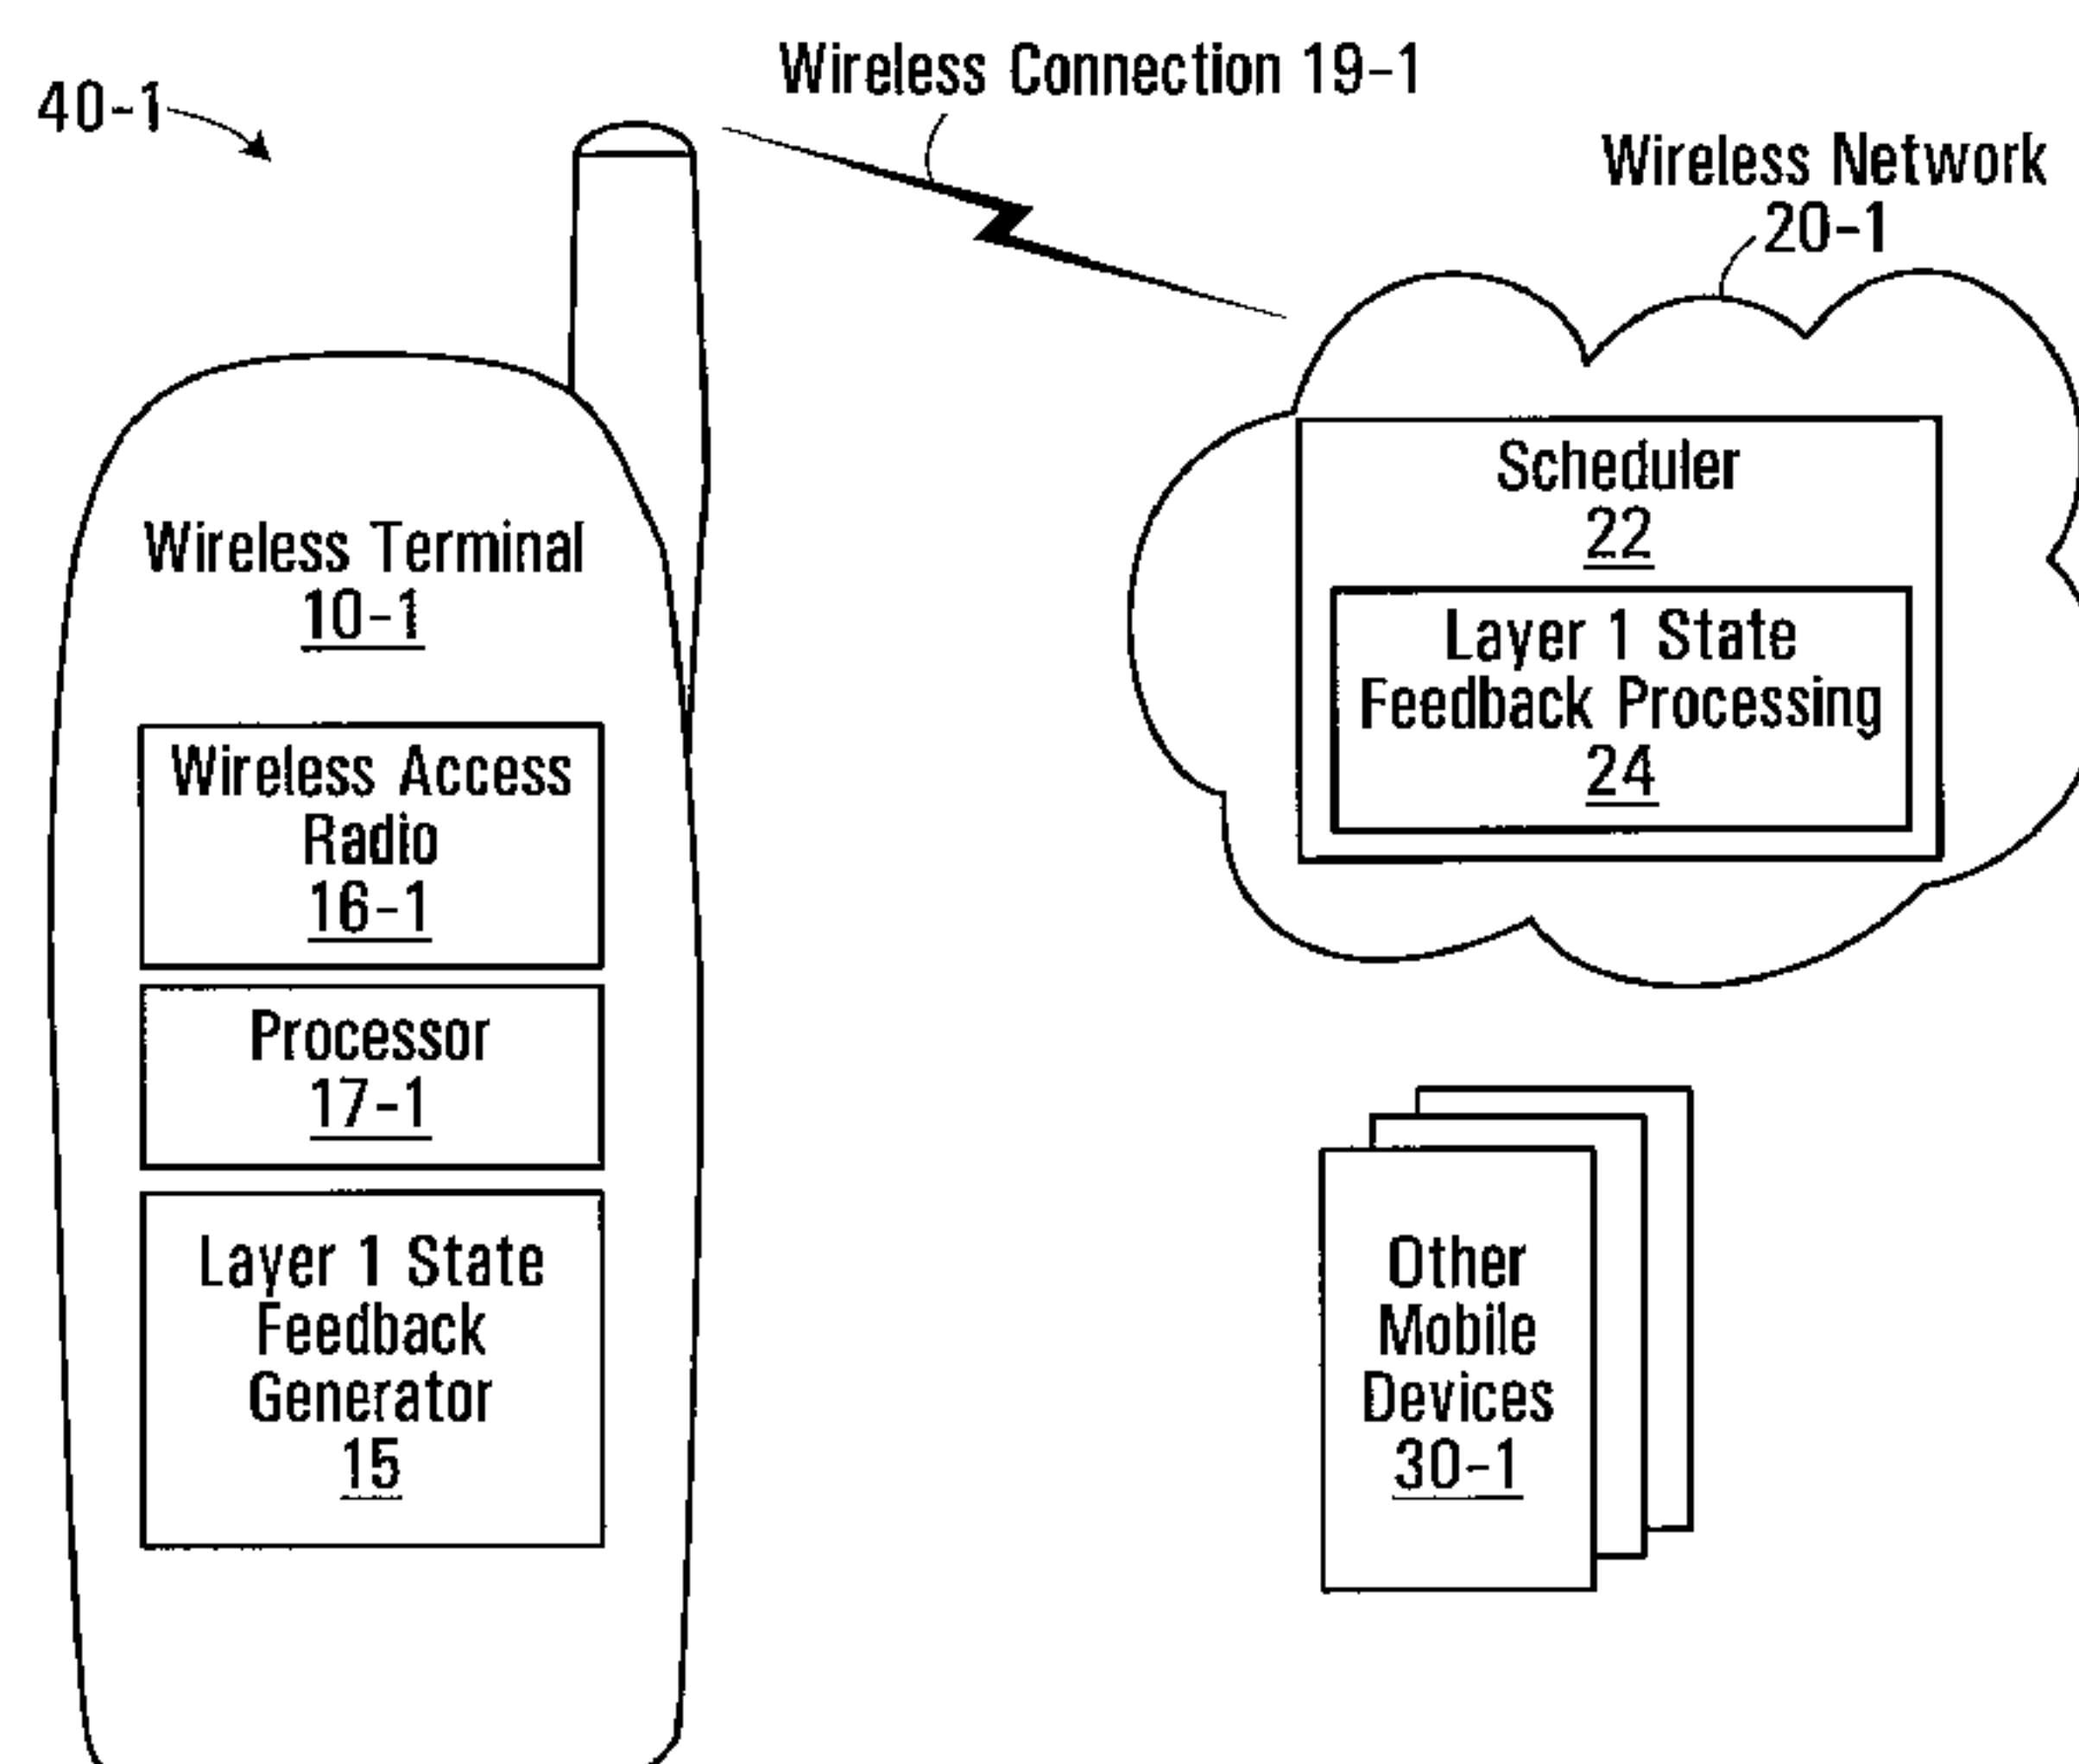 40-1
Wireless Connection 19-1
Wireless Network
20-1
Wireless Terminal
10-1
Wireless Access
Radio
16-1
Processor
17-1
Layer 1 State
Feedback
Generator
15
Scheduler
22
Layer 1 State
Feedback Processing
24
Other
Mobile
Devices
30-1